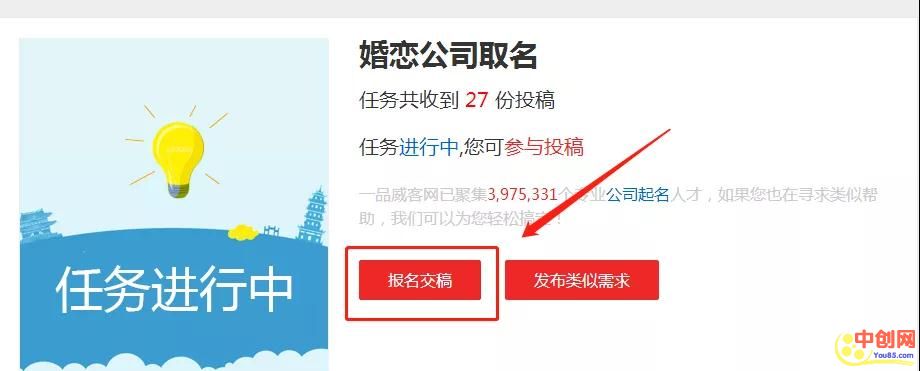 婚恋公司取名
任务共收到 27 份投稿
任务进行中,您可参与投稿
一品威客网已聚集3,975,331个专业公司起名人才，如果您也在寻求类似帮
助，我们可以为您轻松搞定！
任务进行中
报名交稿
发布类似需求
中创网
You85.com